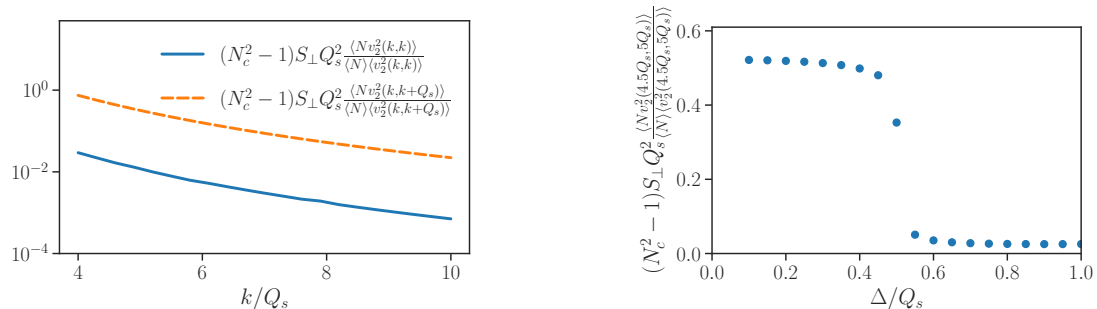 10^0
10^{-2}
10^{-4}
(N_c^2 − 1)S_⊥Q_s^2 ⟨Nv_2^2(k,k)⟩/⟨N⟩⟨v_2^2(k,k)⟩
(N_c^2 − 1)S_⊥Q_s^2 ⟨Nv_2^2(k,k+Q_s)⟩/⟨N⟩⟨v_2^2(k,k+Q_s)⟩
4 6 8 10
k/Q_s
(N_c^2 − 1)S_⊥Q_s^2 ⟨Nv_2^2(4.5Q_s,5Q_s)⟩/⟨N⟩⟨v_2^2(4.5Q_s,5Q_s)⟩
0.6
0.4
0.2
0.0
0.0 0.2 0.4 0.6 0.8 1.0
Δ/Q_s